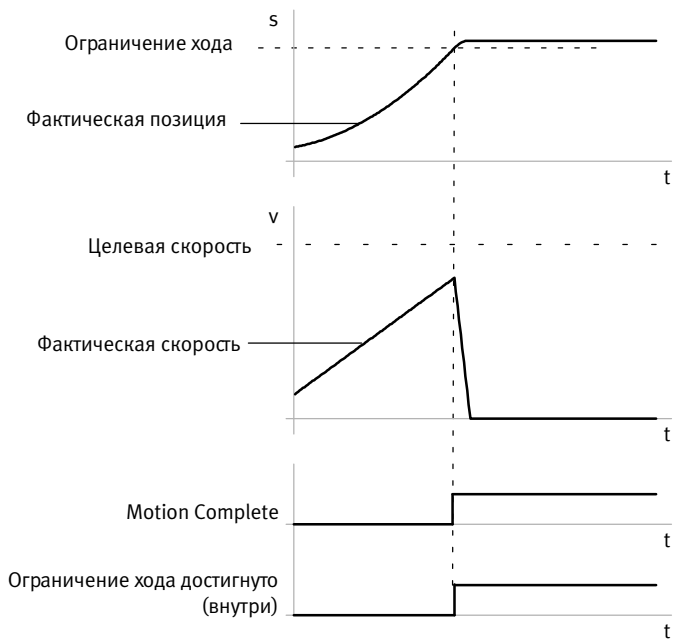 s
Ограничение хода
Фактическая позиция
t
v
Целевая скорость
Фактическая скорость
t
Motion Complete
t
Ограничение хода достигнуто
(внутри)
t